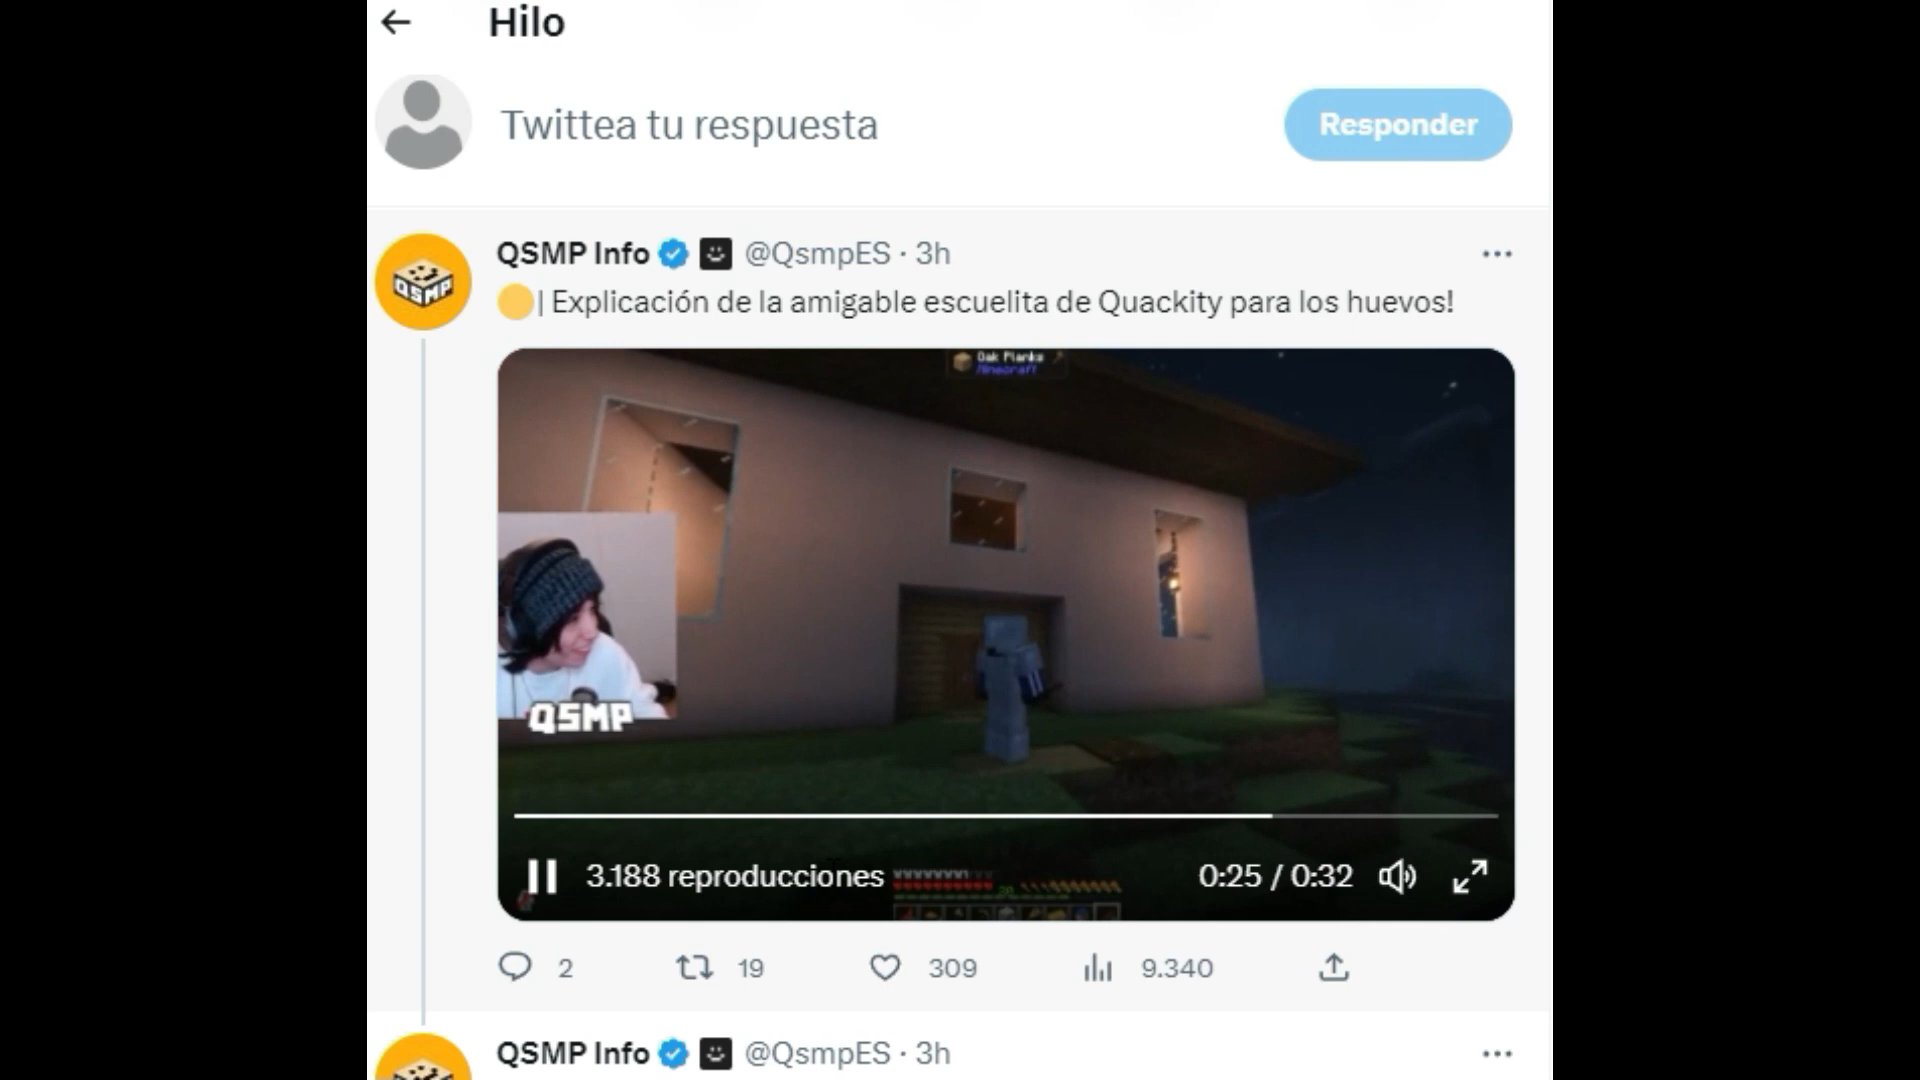 Hilo
Twittea tu respuesta
Responder
QSMP Info @QsmpES · 3h
| Explicación de la amigable escuelita de Quackity para los huevos!
Oak Planks
Minecraft
QSMP
QSMP
3.188 reproducciones
0:25 / 0:32
2
19
309
9.340
QSMP Info @QsmpES · 3h